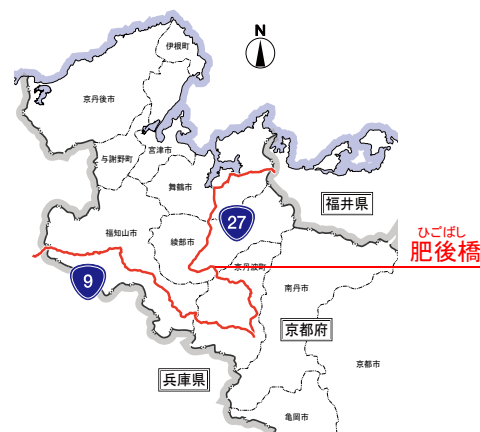 N
伊根町
京丹後市
宮津市
与謝野町
舞鶴市
福井県
27
福知山市
綾部市
ひごばし
肥後橋
京丹波町
9
南丹市
京都府
京都市
兵庫県
亀岡市